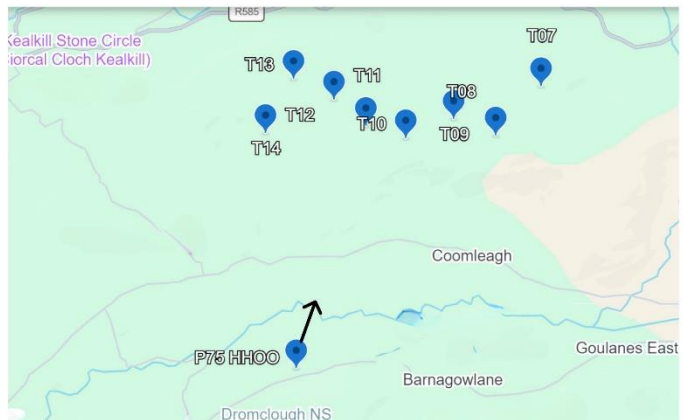 R585
Kealkill Stone Circle
Ciorcal Cloch Kealkill)
T07
T13
T11
T08
T12
T10
T09
T14
Coomleagh
P75 HHOO
Goulanes East
Barnagowlane
Dromclough NS